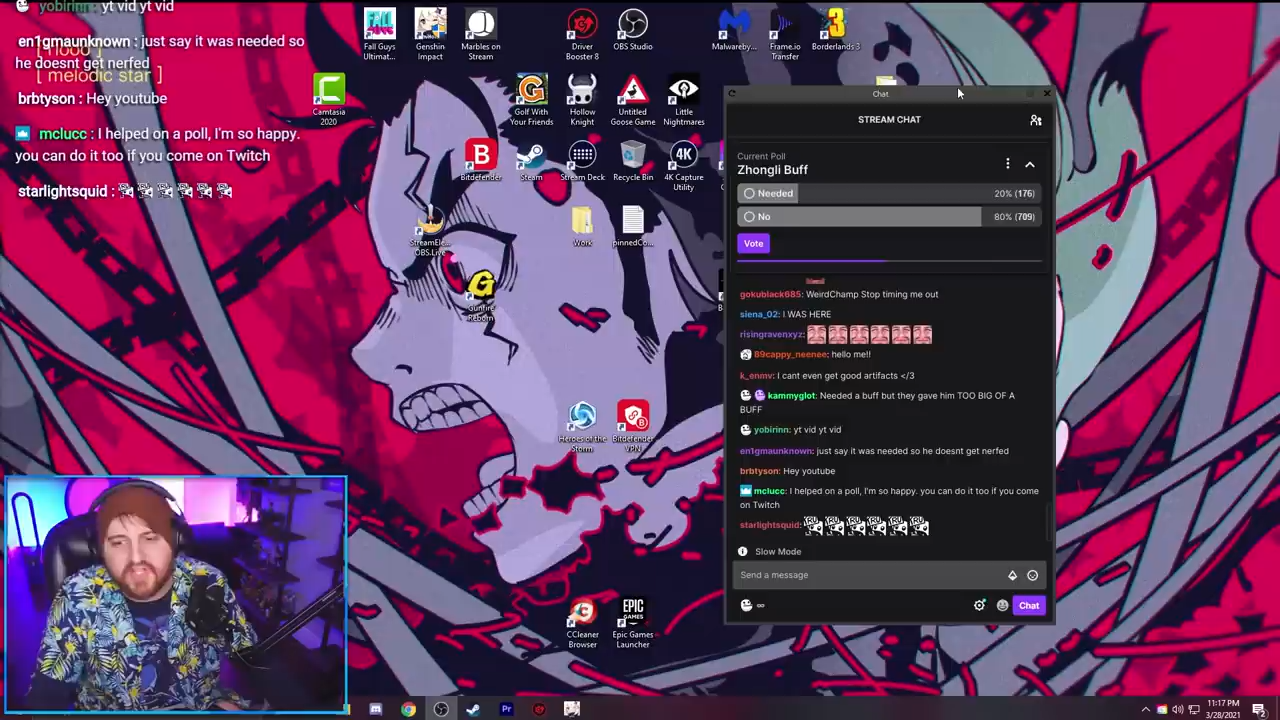 yobirinn : yt vid yt vid
en1gmaunknown : just say it was needed so
he doesnt get nerfed
[ melodic star ]
brbtyson : Hey youtube
mclucc : I helped on a poll, I'm so happy.
you can do it too if you come on Twitch
starlightsquid :
Fall Guys
Ultimat...
Genshin
Impact
Marbles on
Stream
Driver
Booster 8
OBS Studio
Malwareby...
Frame.io
Transfer
Borderlands 3
Camtasia
2020
Golf With
Your Friends
Hollow
Knight
Untitled
Goose Game
Little
Nightmares
Bitdefender
Steam
Stream Deck
Recycle Bin
4K Capture
Utility
StreamEle...
OBS.Live
Work
pinnedCo...
Gunfire
Reborn
Heroes of the
Storm
Bitdefender
VPN
CCleaner
Browser
Epic Games
Launcher
Chat
STREAM CHAT
Current Poll
Zhongli Buff
Needed 20% (176)
No 80% (709)
Vote
gokublack685: WeirdChamp Stop timing me out
siena_02: I WAS HERE
risingravenxyz:
89cappy_neenee: hello me!!
k_enmv: I cant even get good artifacts </3
kammyglot: Needed a buff but they gave him TOO BIG OF A
BUFF
yobirinn: yt vid yt vid
en1gmaunknown: just say it was needed so he doesnt get nerfed
brbtyson: Hey youtube
mclucc: I helped on a poll, I'm so happy. you can do it too if you come
on Twitch
starlightsquid:
Slow Mode
Send a message
Chat
11:17 PM
3/28/2021